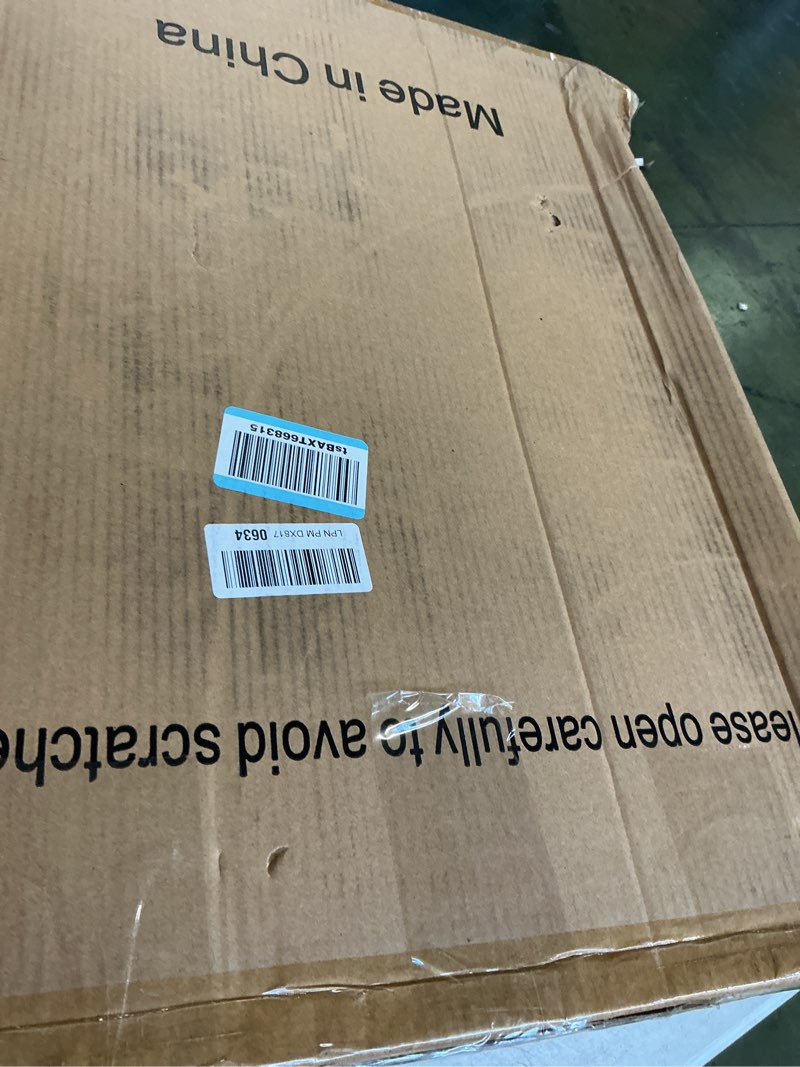 lease open carefully to avoid scratche
LPN PM DX817 0634
tsBAXT668315
Made in China